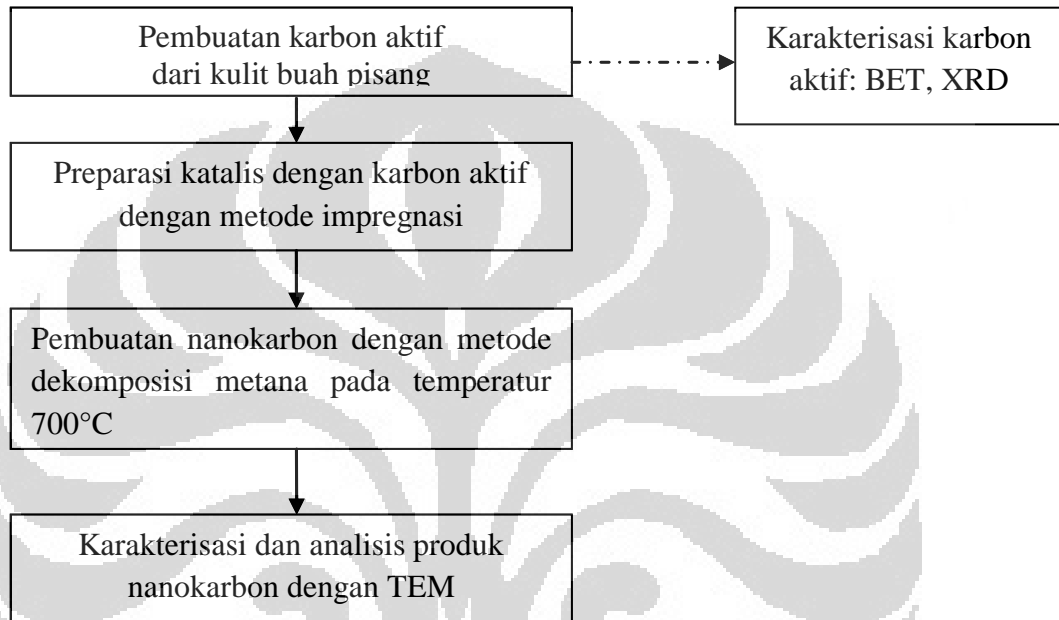 Pembuatan karbon aktif
dari kulit buah pisang
Karakterisasi karbon
aktif: BET, XRD
Preparasi katalis dengan karbon aktif
dengan metode impregnasi
Pembuatan nanokarbon dengan metode
dekomposisi metana pada temperatur
700°C
Karakterisasi dan analisis produk
nanokarbon dengan TEM